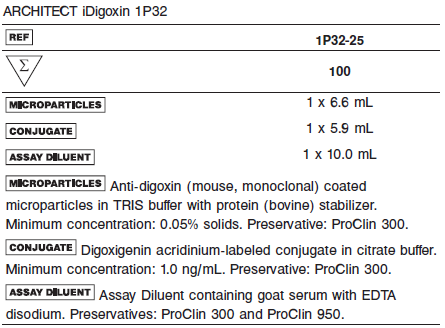 ARCHITECT iDigoxin 1P32
REF 1P32-25
Σ 100
MICROPARTICLES 1 x 6.6 mL
CONJUGATE 1 x 5.9 mL
ASSAY DILUENT 1 x 10.0 mL
MICROPARTICLES Anti-digoxin (mouse, monoclonal) coated
microparticles in TRIS buffer with protein (bovine) stabilizer.
Minimum concentration: 0.05% solids. Preservative: ProClin 300.
CONJUGATE Digoxigenin acridinium-labeled conjugate in citrate buffer.
Minimum concentration: 1.0 ng/mL. Preservative: ProClin 300.
ASSAY DILUENT Assay Diluent containing goat serum with EDTA
disodium. Preservatives: ProClin 300 and ProClin 950.